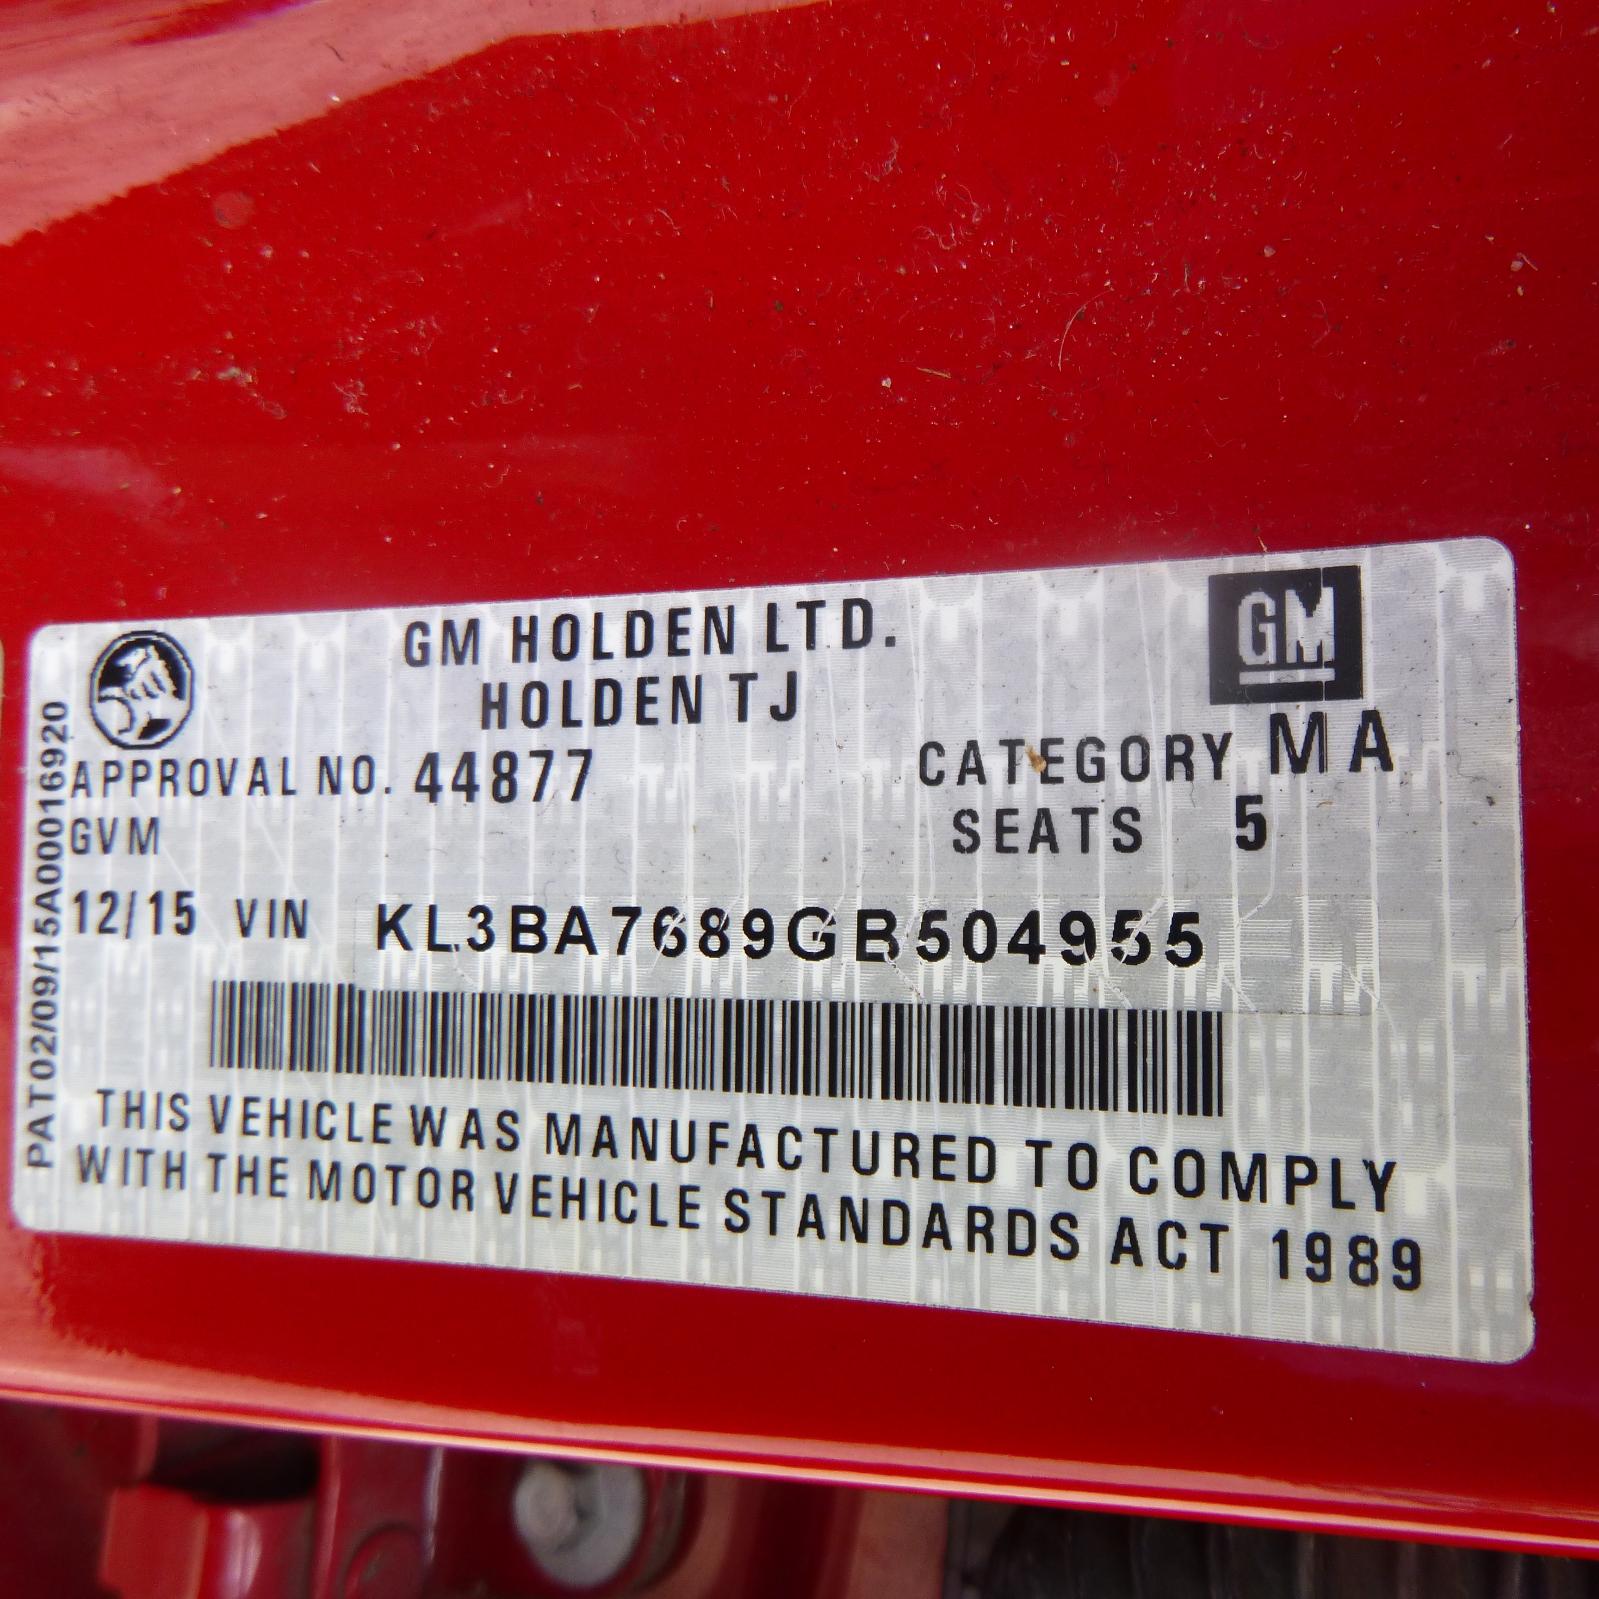 GM HOLDEN LTD.
GM
HOLDEN TJ
APPROVAL NO. 44877
CATEGORY MA
GVM
SEATS 5
12/15 VIN KL3BA7689GB504955
THIS VEHICLE WAS MANUFACTURED TO COMPLY
WITH THE MOTOR VEHICLE STANDARDS ACT 1989
PAT02/09/15A00016920